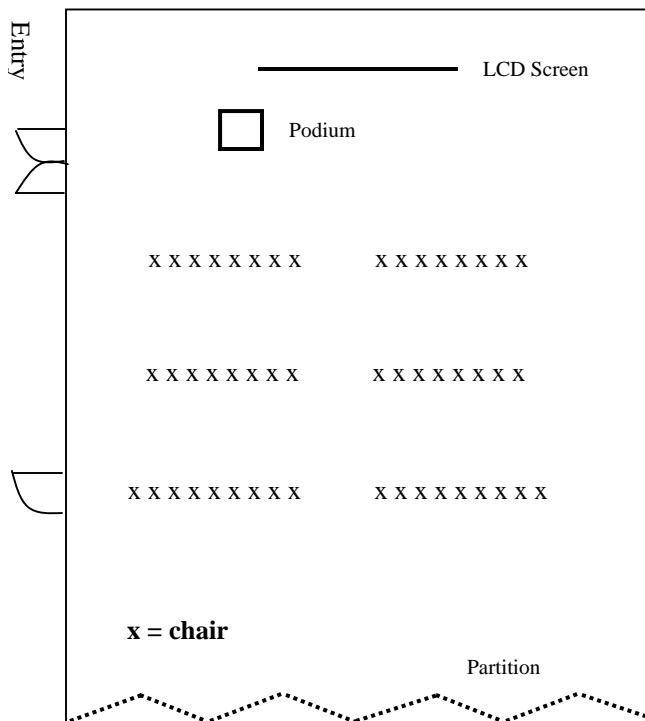 Entry
LCD Screen
Podium
x x x x x x x x x x x x x x x x
x x x x x x x x x x x x x x x x
x x x x x x x x x x x x x x x x x x
x = chair
Partition